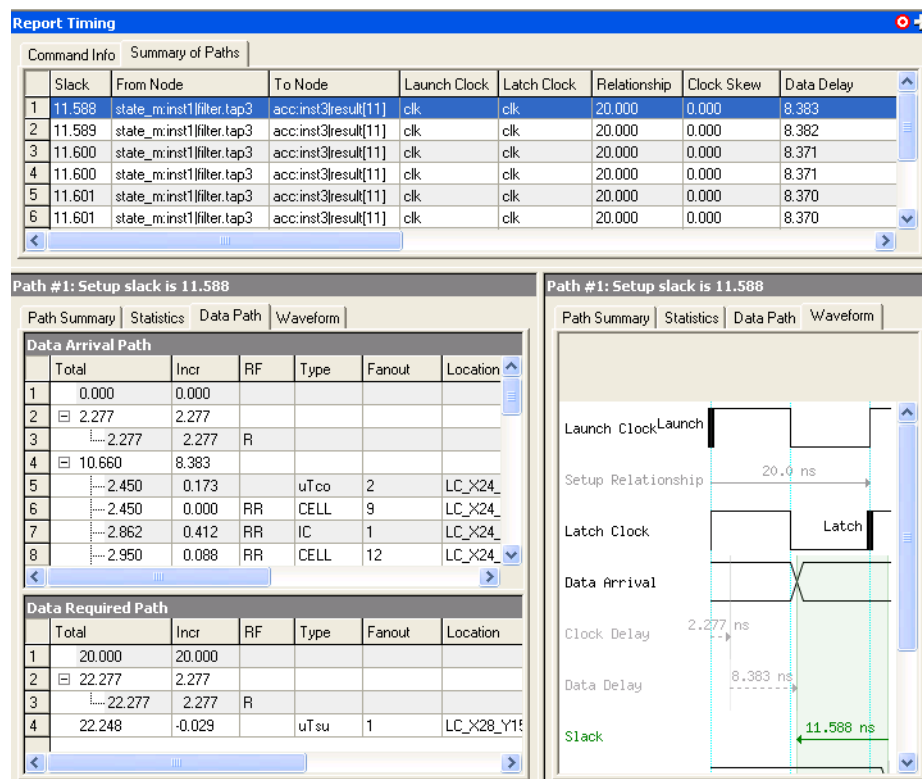 Report Timing
Command Info Summary of Paths
Slack From Node To Node Launch Clock Latch Clock Relationship Clock Skew Data Delay
1 11.588 state_m:inst1|filter.tap3 acc:inst3|result[11] clk clk 20.000 0.000 8.383
2 11.589 state_m:inst1|filter.tap3 acc:inst3|result[11] clk clk 20.000 0.000 8.382
3 11.600 state_m:inst1|filter.tap3 acc:inst3|result[11] clk clk 20.000 0.000 8.371
4 11.600 state_m:inst1|filter.tap3 acc:inst3|result[11] clk clk 20.000 0.000 8.371
5 11.601 state_m:inst1|filter.tap3 acc:inst3|result[11] clk clk 20.000 0.000 8.370
6 11.601 state_m:inst1|filter.tap3 acc:inst3|result[11] clk clk 20.000 0.000 8.370
Path #1: Setup slack is 11.588
Path Summary Statistics Data Path Waveform
Data Arrival Path
Total Incr RF Type Fanout Location
1 0.000 0.000
2 2.277 2.277
3 2.277 2.277 R
4 10.660 8.383
5 2.450 0.173 uTco 2 LC_X24_
6 2.450 0.000 RR CELL 9 LC_X24_
7 2.862 0.412 RR IC 1 LC_X24_
8 2.950 0.088 RR CELL 12 LC_X24_
Data Required Path
Total Incr RF Type Fanout Location
1 20.000 20.000
2 22.277 2.277
3 22.277 2.277 R
4 22.248 -0.029 uTsu 1 LC_X28_Y15
Path #1: Setup slack is 11.588
Path Summary Statistics Data Path Waveform
Launch Clock Launch
Setup Relationship 20.0 ns
Latch Clock Latch
Data Arrival
Clock Delay 2.277 ns
Data Delay 8.383 ns
Slack 11.588 ns